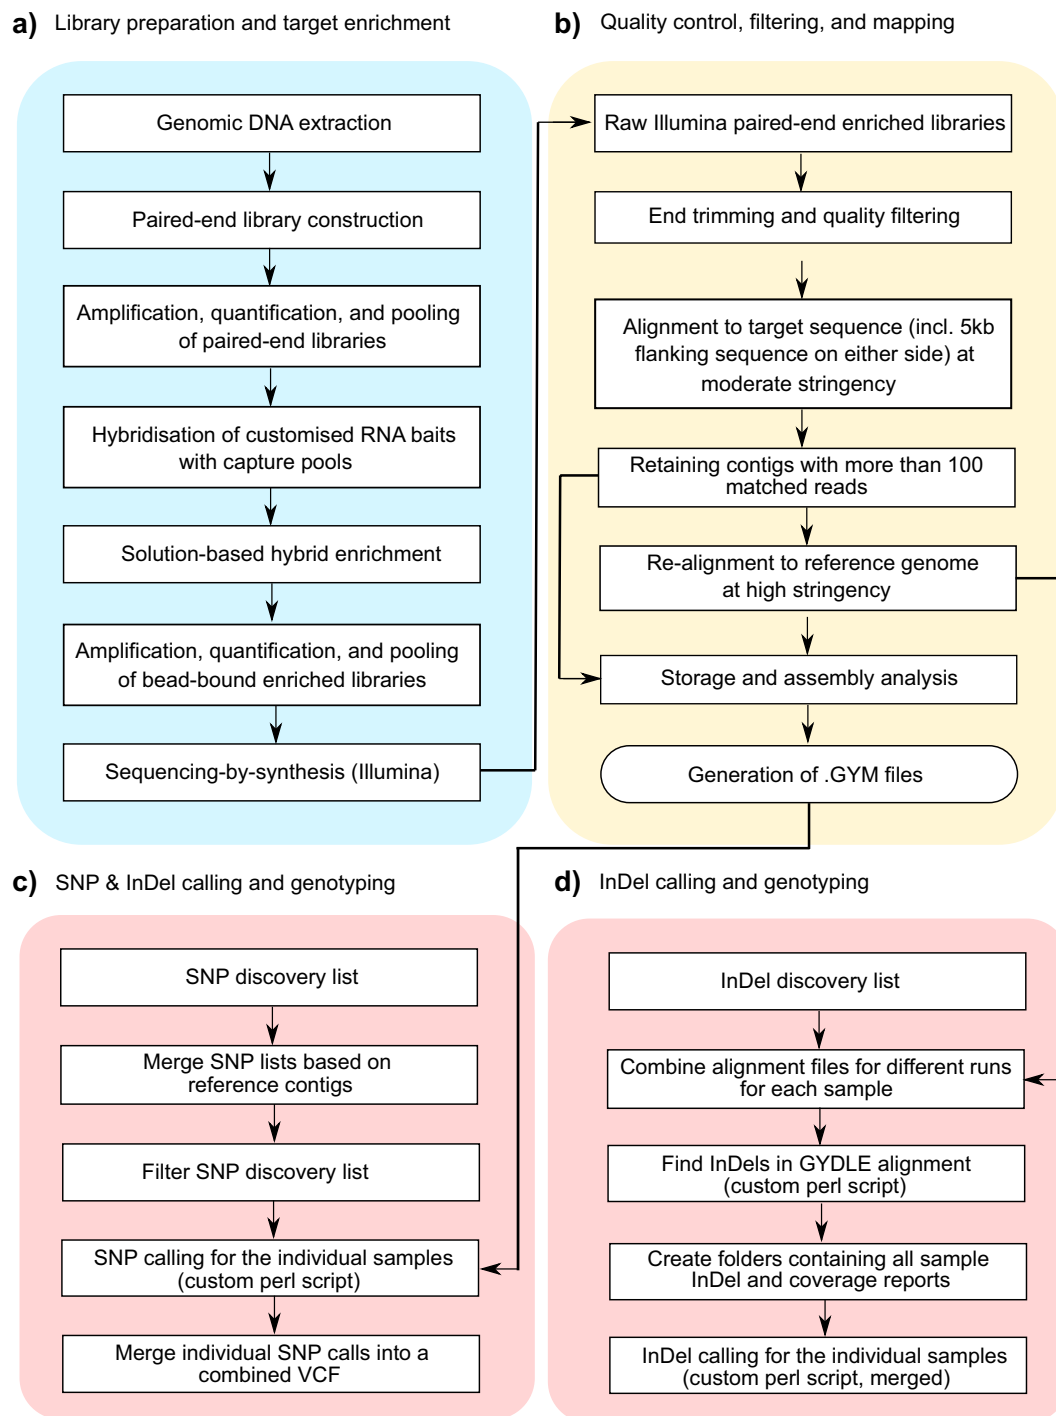 a) Library preparation and target enrichment
Genomic DNA extraction
Paired-end library construction
Amplification, quantification, and pooling
of paired-end libraries
Hybridisation of customised RNA baits
with capture pools
Solution-based hybrid enrichment
Amplification, quantification, and pooling
of bead-bound enriched libraries
Sequencing-by-synthesis (Illumina)
b) Quality control, filtering, and mapping
Raw Illumina paired-end enriched libraries
End trimming and quality filtering
Alignment to target sequence (incl. 5kb
flanking sequence on either side) at
moderate stringency
Retaining contigs with more than 100
matched reads
Re-alignment to reference genome
at high stringency
Storage and assembly analysis
Generation of .GYM files
c) SNP & InDel calling and genotyping
SNP discovery list
Merge SNP lists based on
reference contigs
Filter SNP discovery list
SNP calling for the individual samples
(custom perl script)
Merge individual SNP calls into a
combined VCF
d) InDel calling and genotyping
InDel discovery list
Combine alignment files for different runs
for each sample
Find InDels in GYDLE alignment
(custom perl script)
Create folders containing all sample
InDel and coverage reports
InDel calling for the individual samples
(custom perl script, merged)